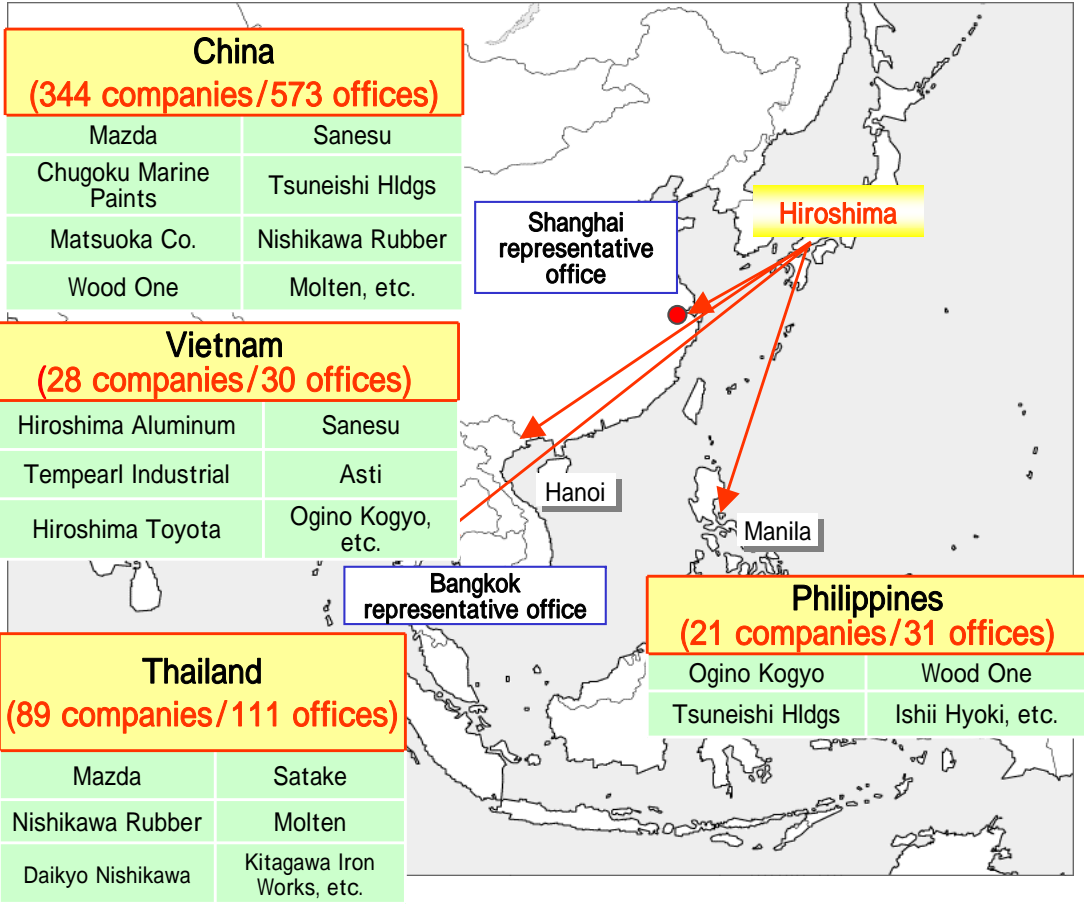 China
(344 companies/573 offices)
Mazda
Sanesu
Chugoku Marine
Paints
Tsuneishi Hldgs
Matsuoka Co.
Nishikawa Rubber
Wood One
Molten, etc.
Shanghai
representative
office
Hiroshima
Vietnam
(28 companies/30 offices)
Hiroshima Aluminum
Sanesu
Tempearl Industrial
Asti
Hiroshima Toyota
Ogino Kogyo,
etc.
Hanoi
Manila
Bangkok
representative office
Philippines
(21 companies/31 offices)
Ogino Kogyo
Wood One
Tsuneishi Hldgs
Ishii Hyoki, etc.
Thailand
(89 companies/111 offices)
Mazda
Satake
Nishikawa Rubber
Molten
Daikyo Nishikawa
Kitagawa Iron
Works, etc.